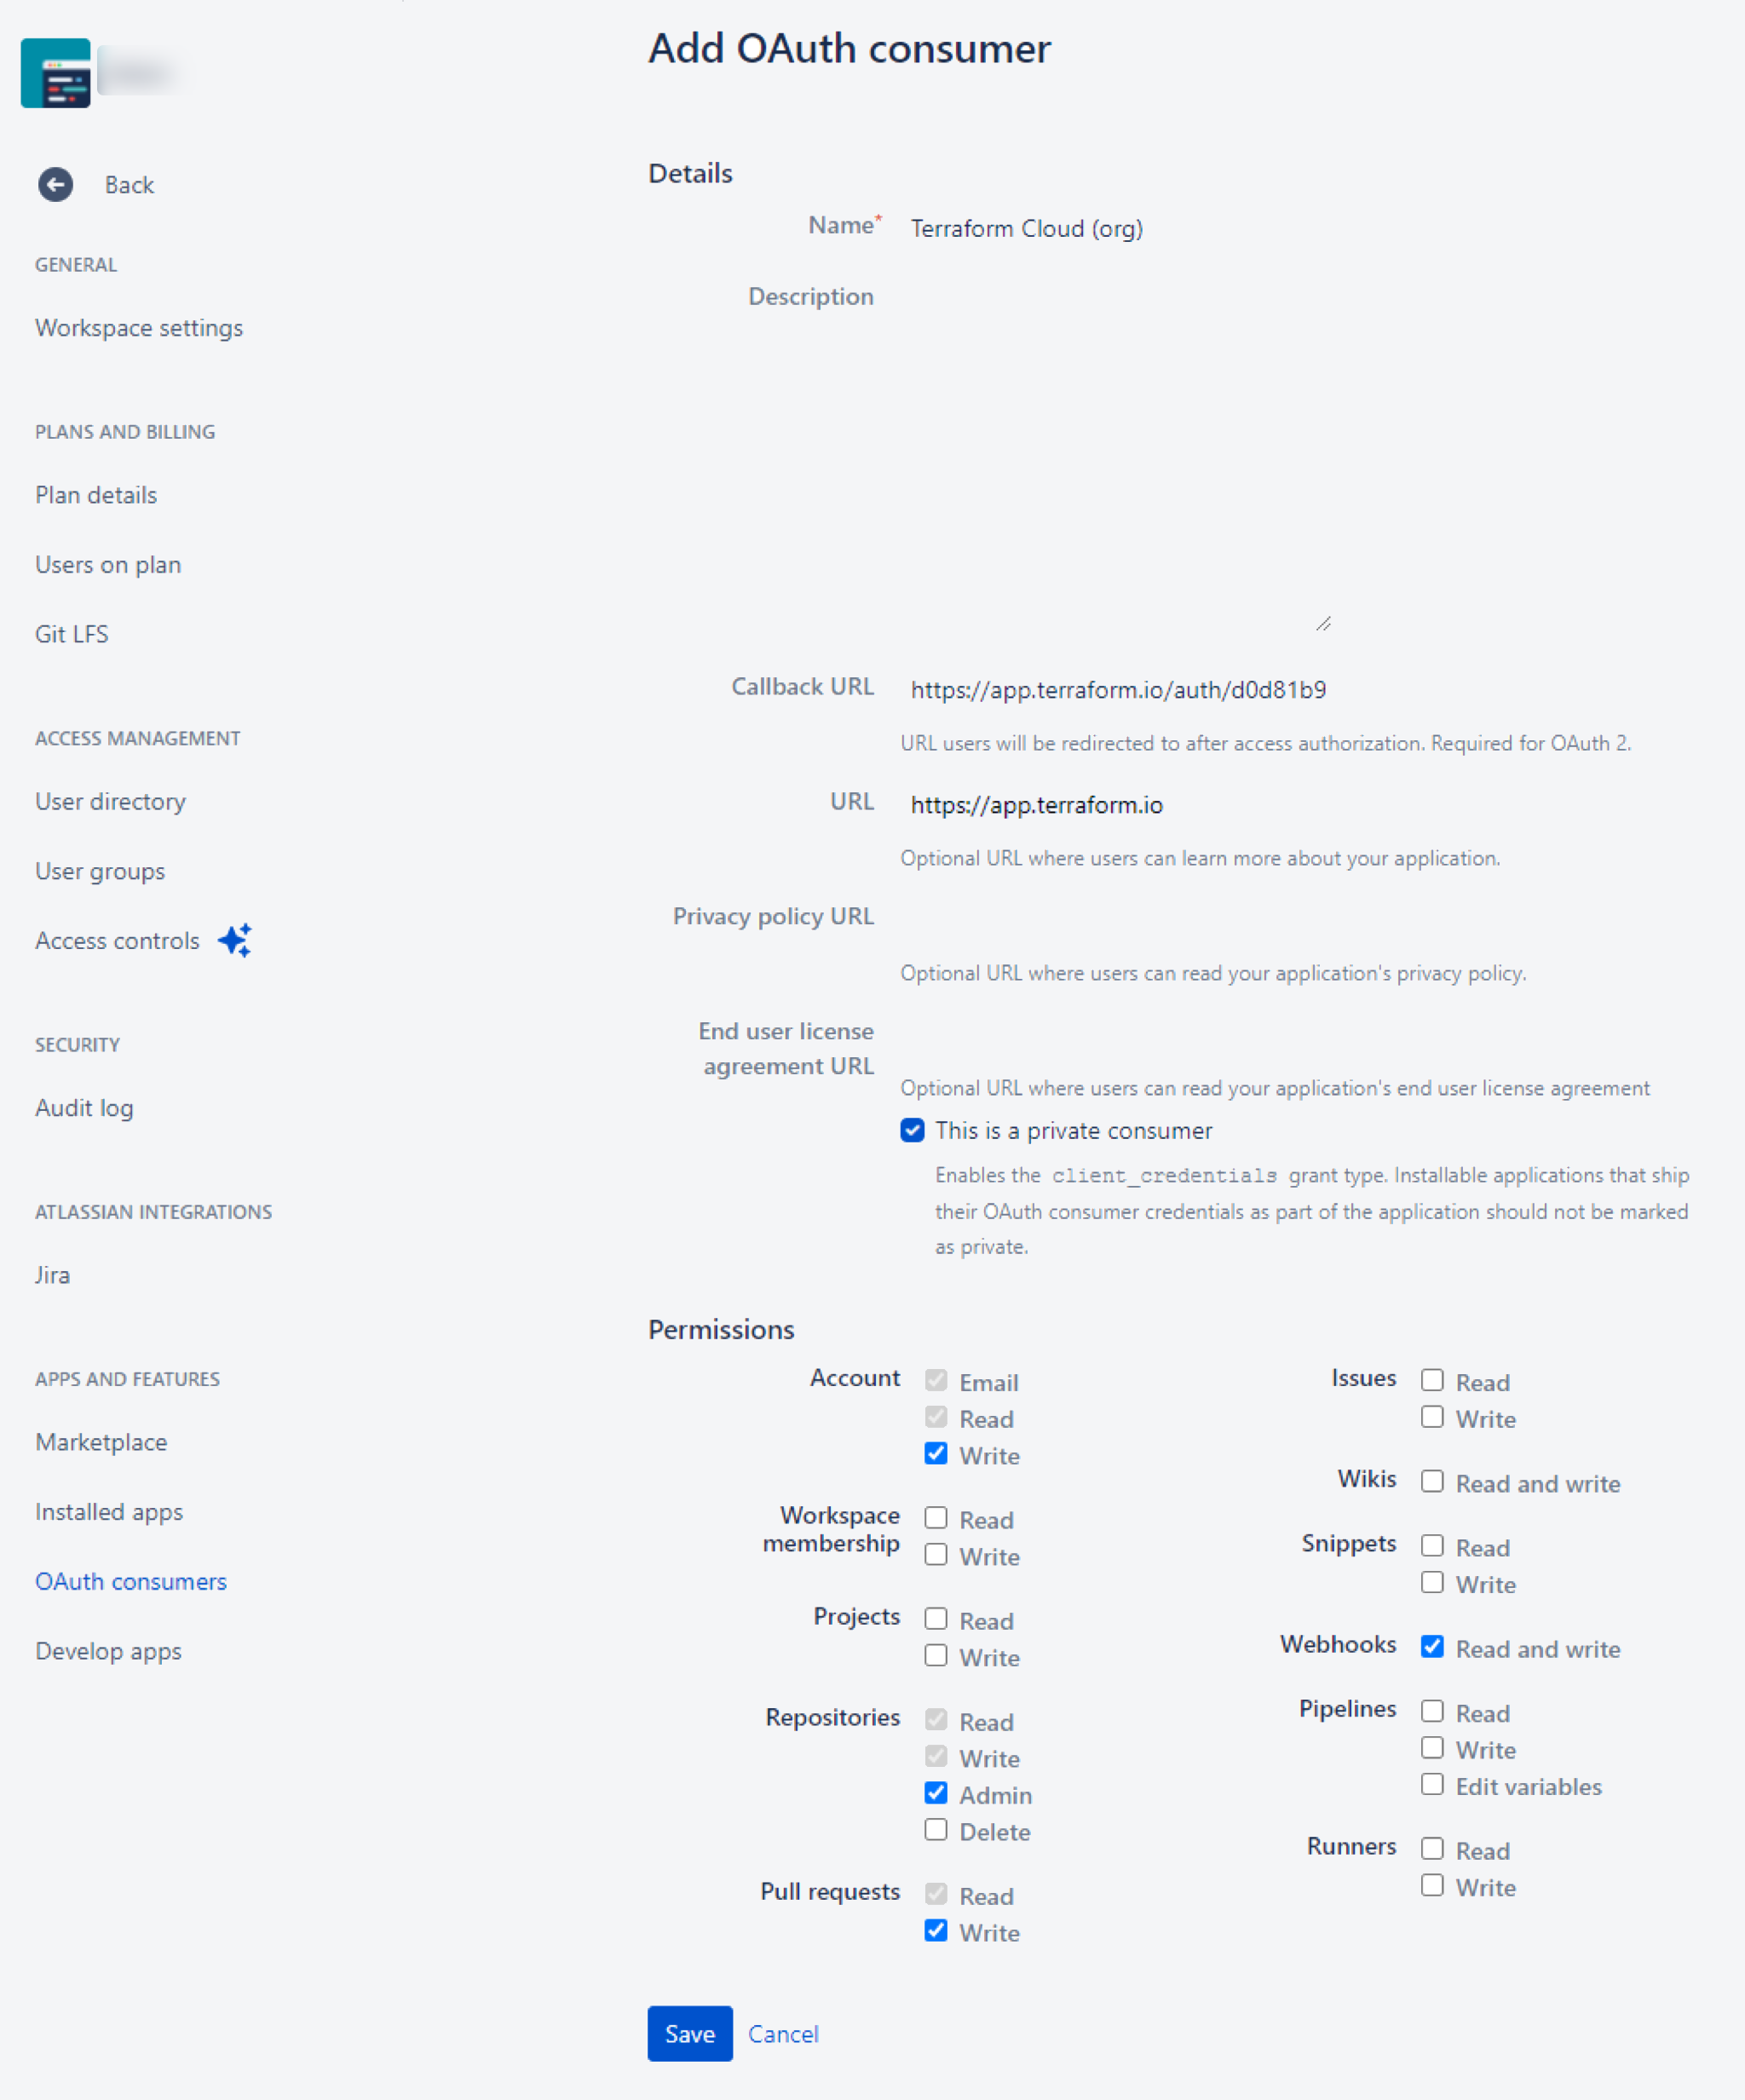 Add OAuth consumer
Back
GENERAL
Workspace settings
PLANS AND BILLING
Plan details
Users on plan
Git LFS
ACCESS MANAGEMENT
User directory
User groups
Access controls
SECURITY
Audit log
ATLASSIAN INTEGRATIONS
Jira
APPS AND FEATURES
Marketplace
Installed apps
OAuth consumers
Develop apps
Details
Name* Terraform Cloud (org)
Description
Callback URL https://app.terraform.io/auth/d0d81b9
URL users will be redirected to after access authorization. Required for OAuth 2.
URL https://app.terraform.io
Optional URL where users can learn more about your application.
Privacy policy URL
Optional URL where users can read your application's privacy policy.
End user license
agreement URL
Optional URL where users can read your application's end user license agreement
This is a private consumer
Enables the client_credentials grant type. Installable applications that ship
their OAuth consumer credentials as part of the application should not be marked
as private.
Permissions
Account Email
Read
Write
Workspace
membership
Read
Write
Projects Read
Write
Repositories Read
Write
Admin
Delete
Pull requests Read
Write
Issues Read
Write
Wikis Read and write
Snippets Read
Write
Webhooks Read and write
Pipelines Read
Write
Edit variables
Runners Read
Write
Save Cancel